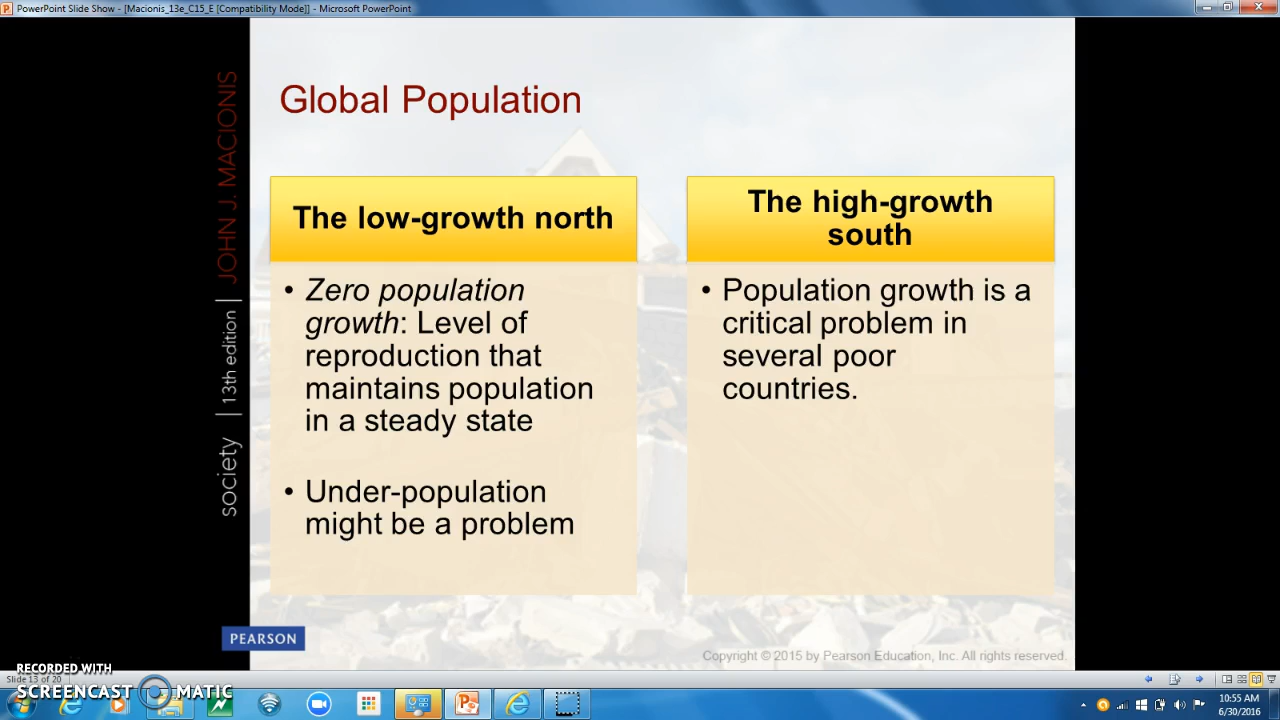 PowerPoint Slide Show - [Macionis_13e_C15_E [Compatibility Mode]] - Microsoft PowerPoint
Global Population
The low-growth north
• Zero population
growth: Level of
reproduction that
maintains population
in a steady state
• Under-population
might be a problem
The high-growth
south
• Population growth is a
critical problem in
several poor
countries.
society | 13th edition | JOHN J. MACIONIS
PEARSON
Copyright © 2015 by Pearson Education, Inc. All rights reserved.
RECORDED WITH
Slide 13 of 20
SCREENCAST MATIC
10:55 AM
6/30/2016